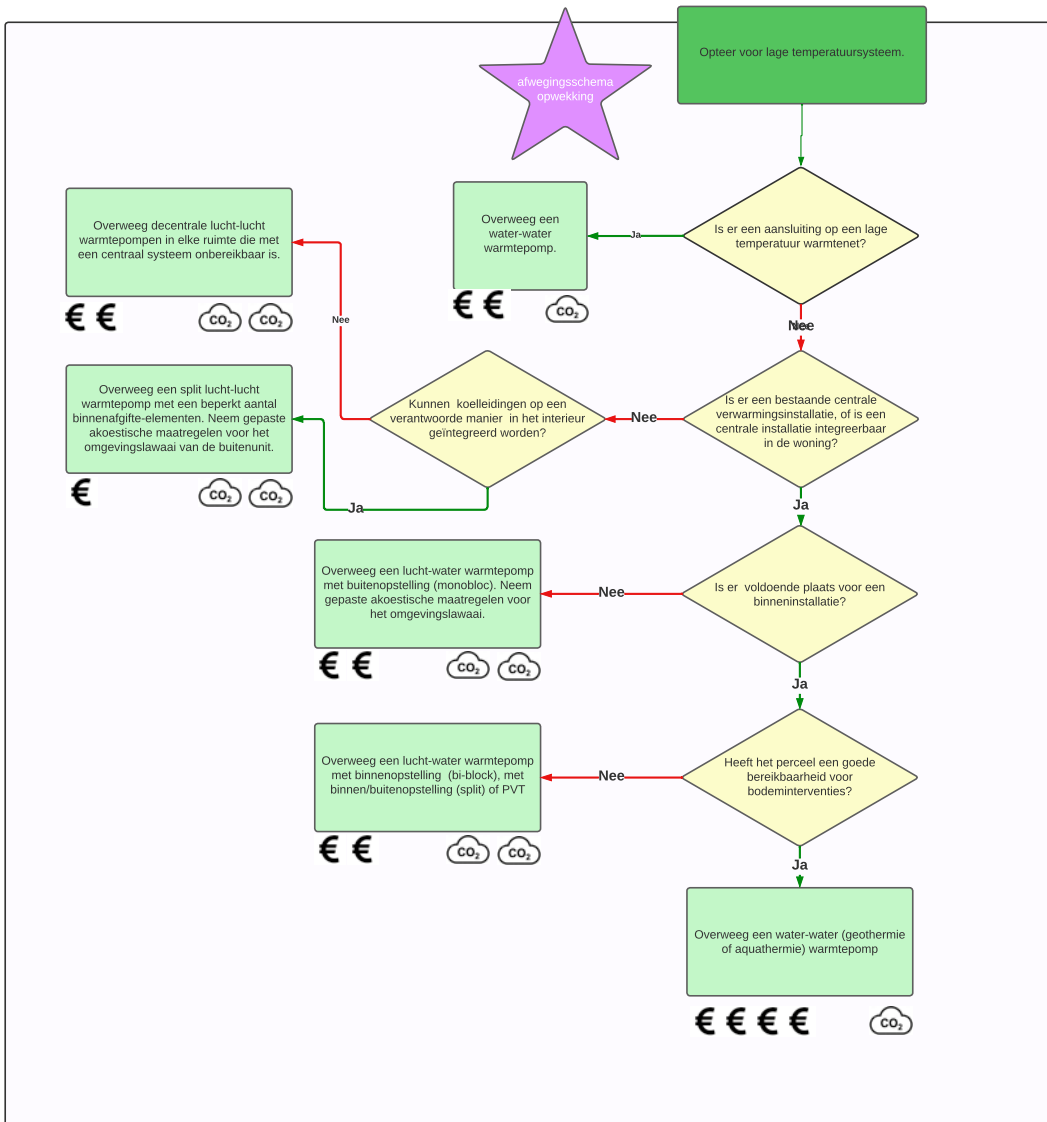 afwegingsschema
opwekking
Opteer voor lage temperatuursysteem.
Is er een aansluiting op een lage
temperatuur warmtenet?
Ja
Overweeg een
water-water
warmtepomp.
€ €
CO2
Nee
Is er een bestaande centrale
verwarmingsinstallatie, of is een
centrale installatie integreerbaar
in de woning?
Nee
Kunnen koelleidingen op een
verantwoorde manier in het interieur
geïntegreerd worden?
Nee
Overweeg decentrale lucht-lucht
warmtepompen in elke ruimte die met
een centraal systeem onbereikbaar is.
€ €
CO2 CO2
Ja
Overweeg een split lucht-lucht
warmtepomp met een beperkt aantal
binnenafgifte-elementen. Neem gepaste
akoestische maatregelen voor het
omgevingslawaai van de buitenunit.
€
CO2 CO2
Ja
Is er voldoende plaats voor een
binneninstallatie?
Nee
Overweeg een lucht-water warmtepomp
met buitenopstelling (monobloc). Neem
gepaste akoestische maatregelen voor
het omgevingslawaai.
€ €
CO2 CO2
Ja
Heeft het perceel een goede
bereikbaarheid voor
bodeminterventies?
Nee
Overweeg een lucht-water warmtepomp
met binnenopstelling (bi-block), met
binnen/buitenopstelling (split) of PVT
€ €
CO2 CO2
Ja
Overweeg een water-water (geothermie
of aquathermie) warmtepomp
€ € € €
CO2